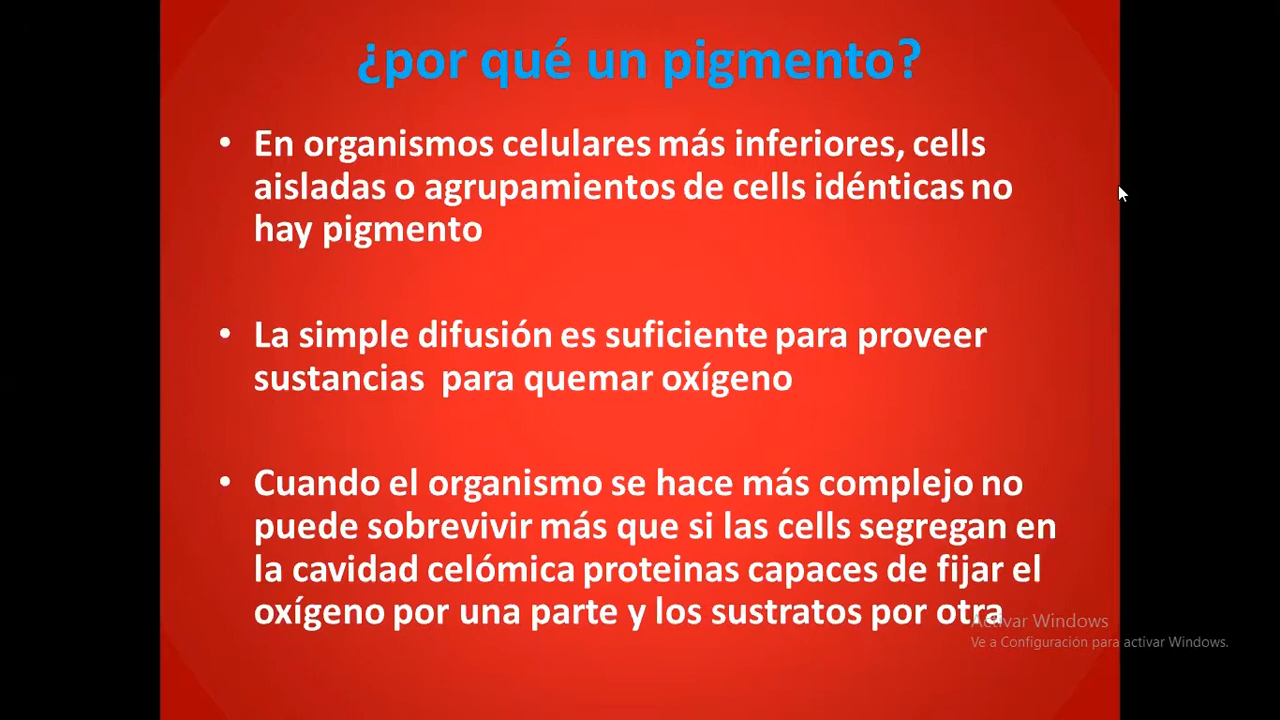 ¿por qué un pigmento?
• En organismos celulares más inferiores, cells
aisladas o agrupamientos de cells idénticas no
hay pigmento
• La simple difusión es suficiente para proveer
sustancias para quemar oxígeno
• Cuando el organismo se hace más complejo no
puede sobrevivir más que si las cells segregan en
la cavidad celómica proteinas capaces de fijar el
oxígeno por una parte y los sustratos por otra
Activar Windows
Ve a Configuración para activar Windows.